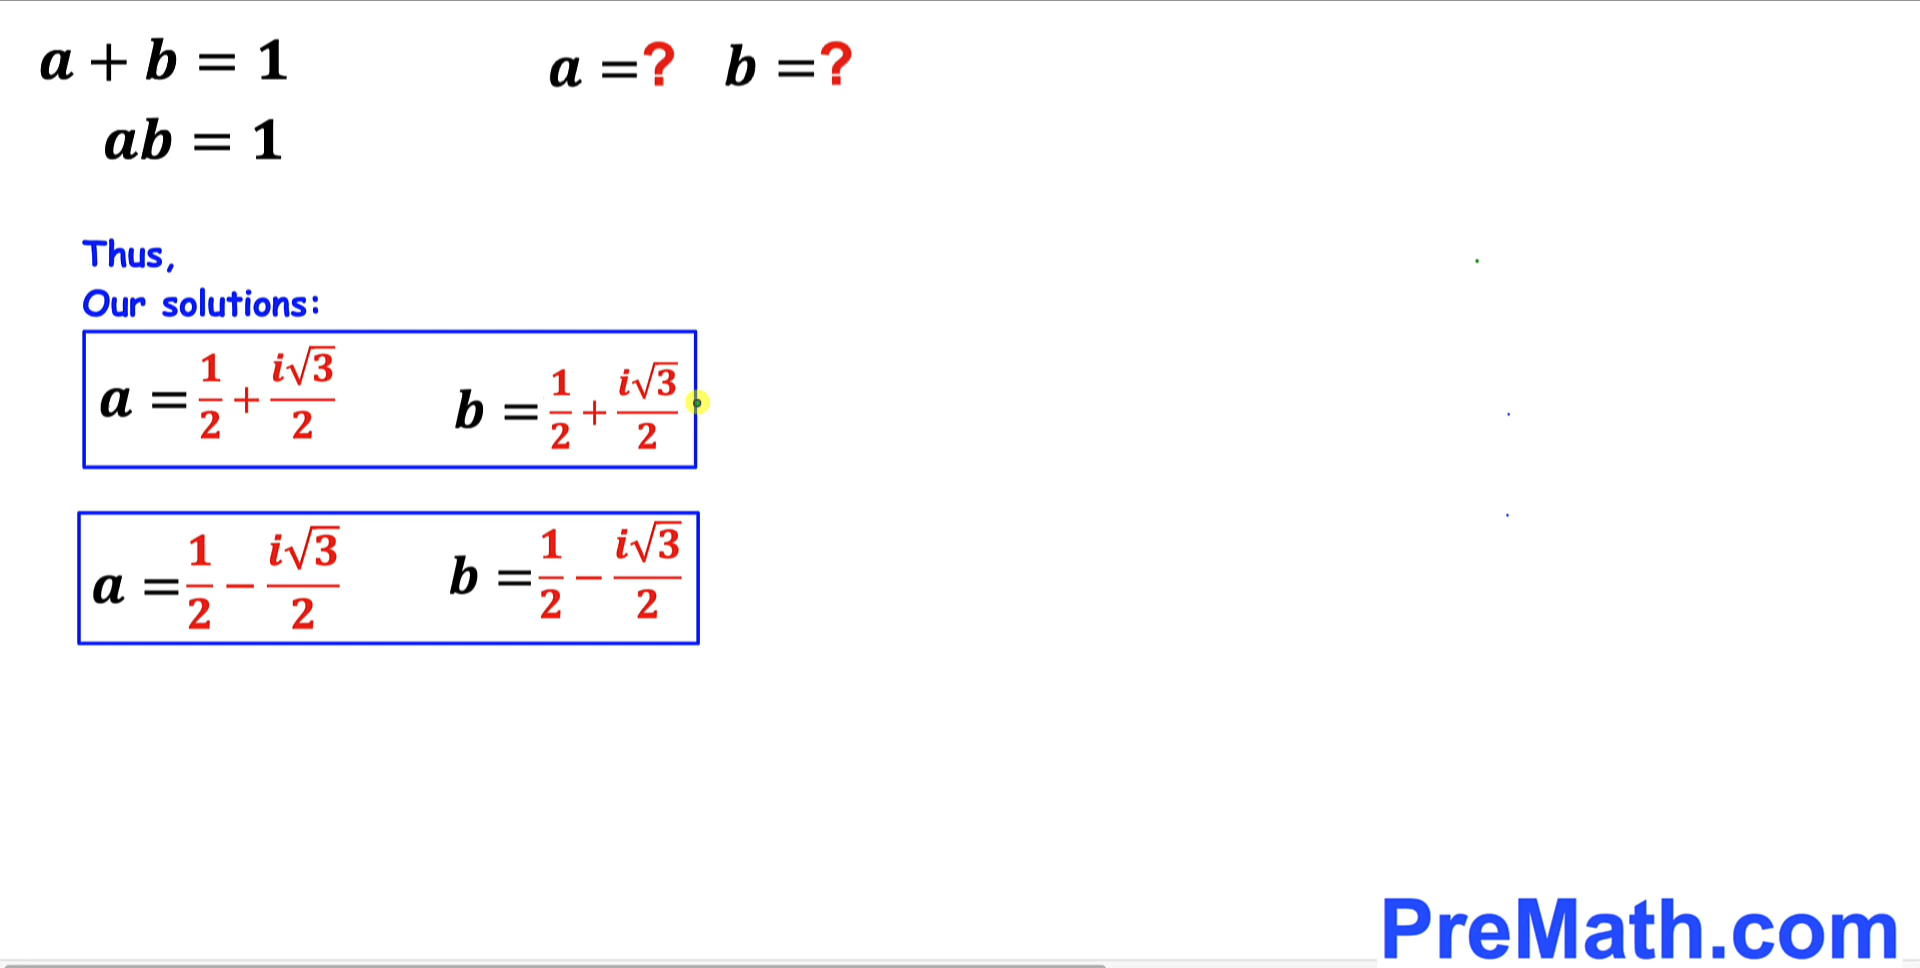 a + b = 1
a =? b =?
ab = 1
Thus,
Our solutions:
a = 1/2 + i√3/2 b = 1/2 + i√3/2
a = 1/2 − i√3/2 b = 1/2 − i√3/2
PreMath.com